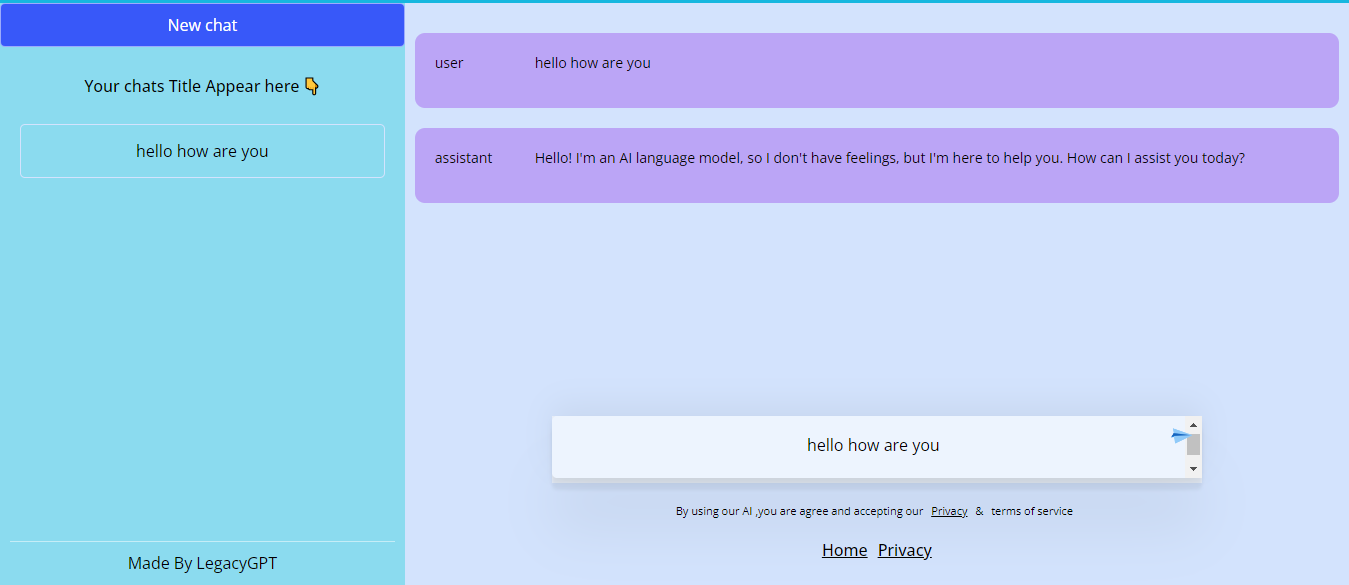 New chat
Your chats Title Appear here 👇
hello how are you
Made By LegacyGPT
user hello how are you
assistant Hello! I'm an AI language model, so I don't have feelings, but I'm here to help you. How can I assist you today?
hello how are you
By using our AI ,you are agree and accepting our Privacy & terms of service
Home Privacy